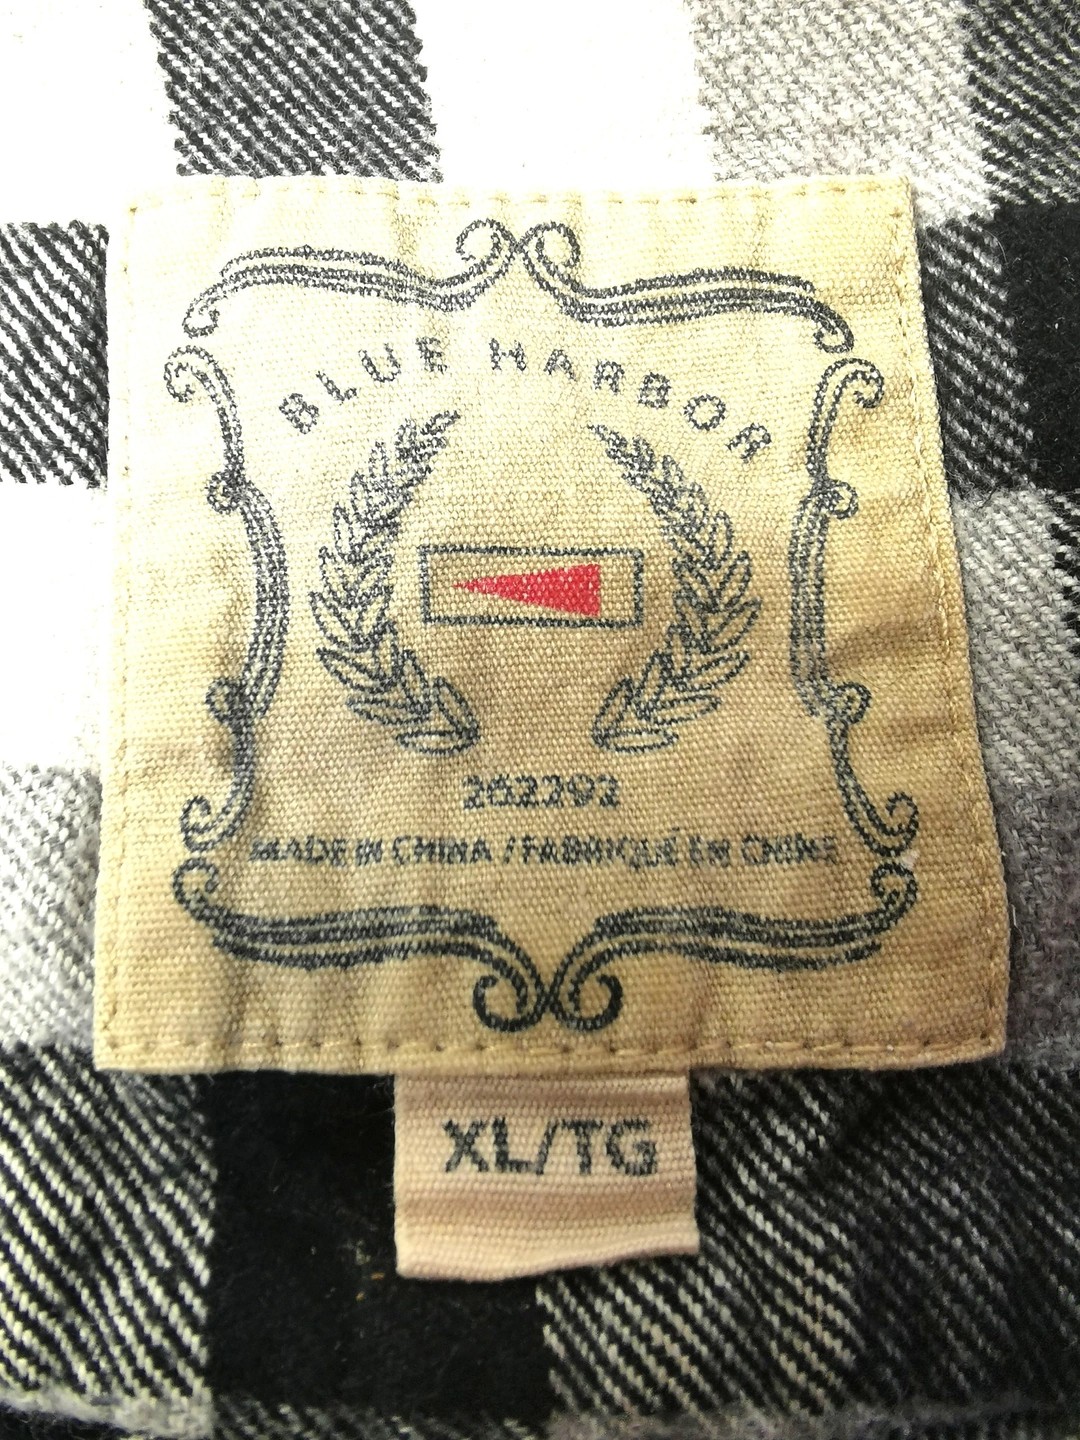 BLUE HARBOR
262292
MADE IN CHINA / FABRIQUÉ EN CHINE
XL/TG